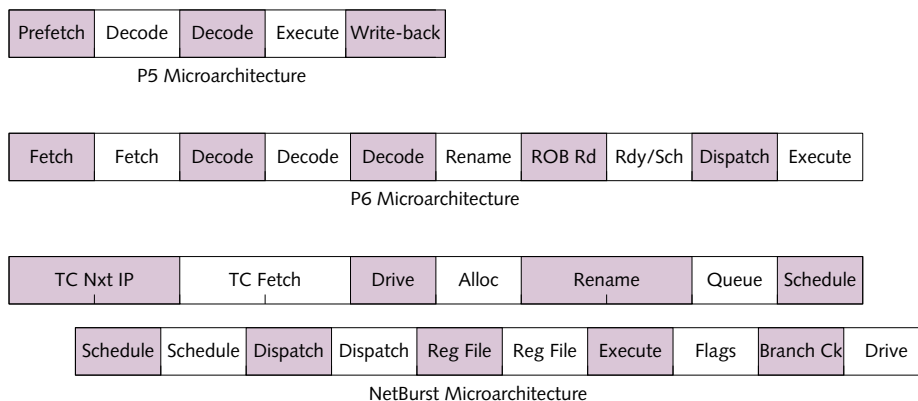 Prefetch Decode Decode Execute Write-back
P5 Microarchitecture
Fetch Fetch Decode Decode Decode Rename ROB Rd Rdy/Sch Dispatch Execute
P6 Microarchitecture
TC Nxt IP TC Fetch Drive Alloc Rename Queue Schedule
Schedule Schedule Dispatch Dispatch Reg File Reg File Execute Flags Branch Ck Drive
NetBurst Microarchitecture